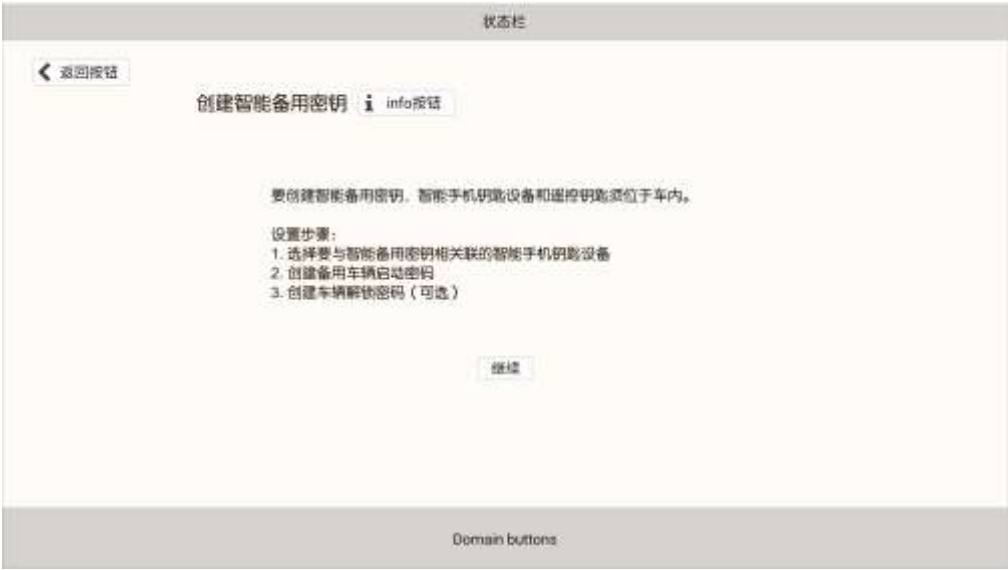 状态栏
返回按钮
创建智能备用密钥 i info按钮
要创建智能备用密钥，智能手机钥匙设备和遥控钥匙须位于车内。
设置步骤：
1. 选择要与智能备用密钥相关联的智能手机钥匙设备
2. 创建备用车辆启动密码
3. 创建车辆解锁密码（可选）
继续
Domain buttons